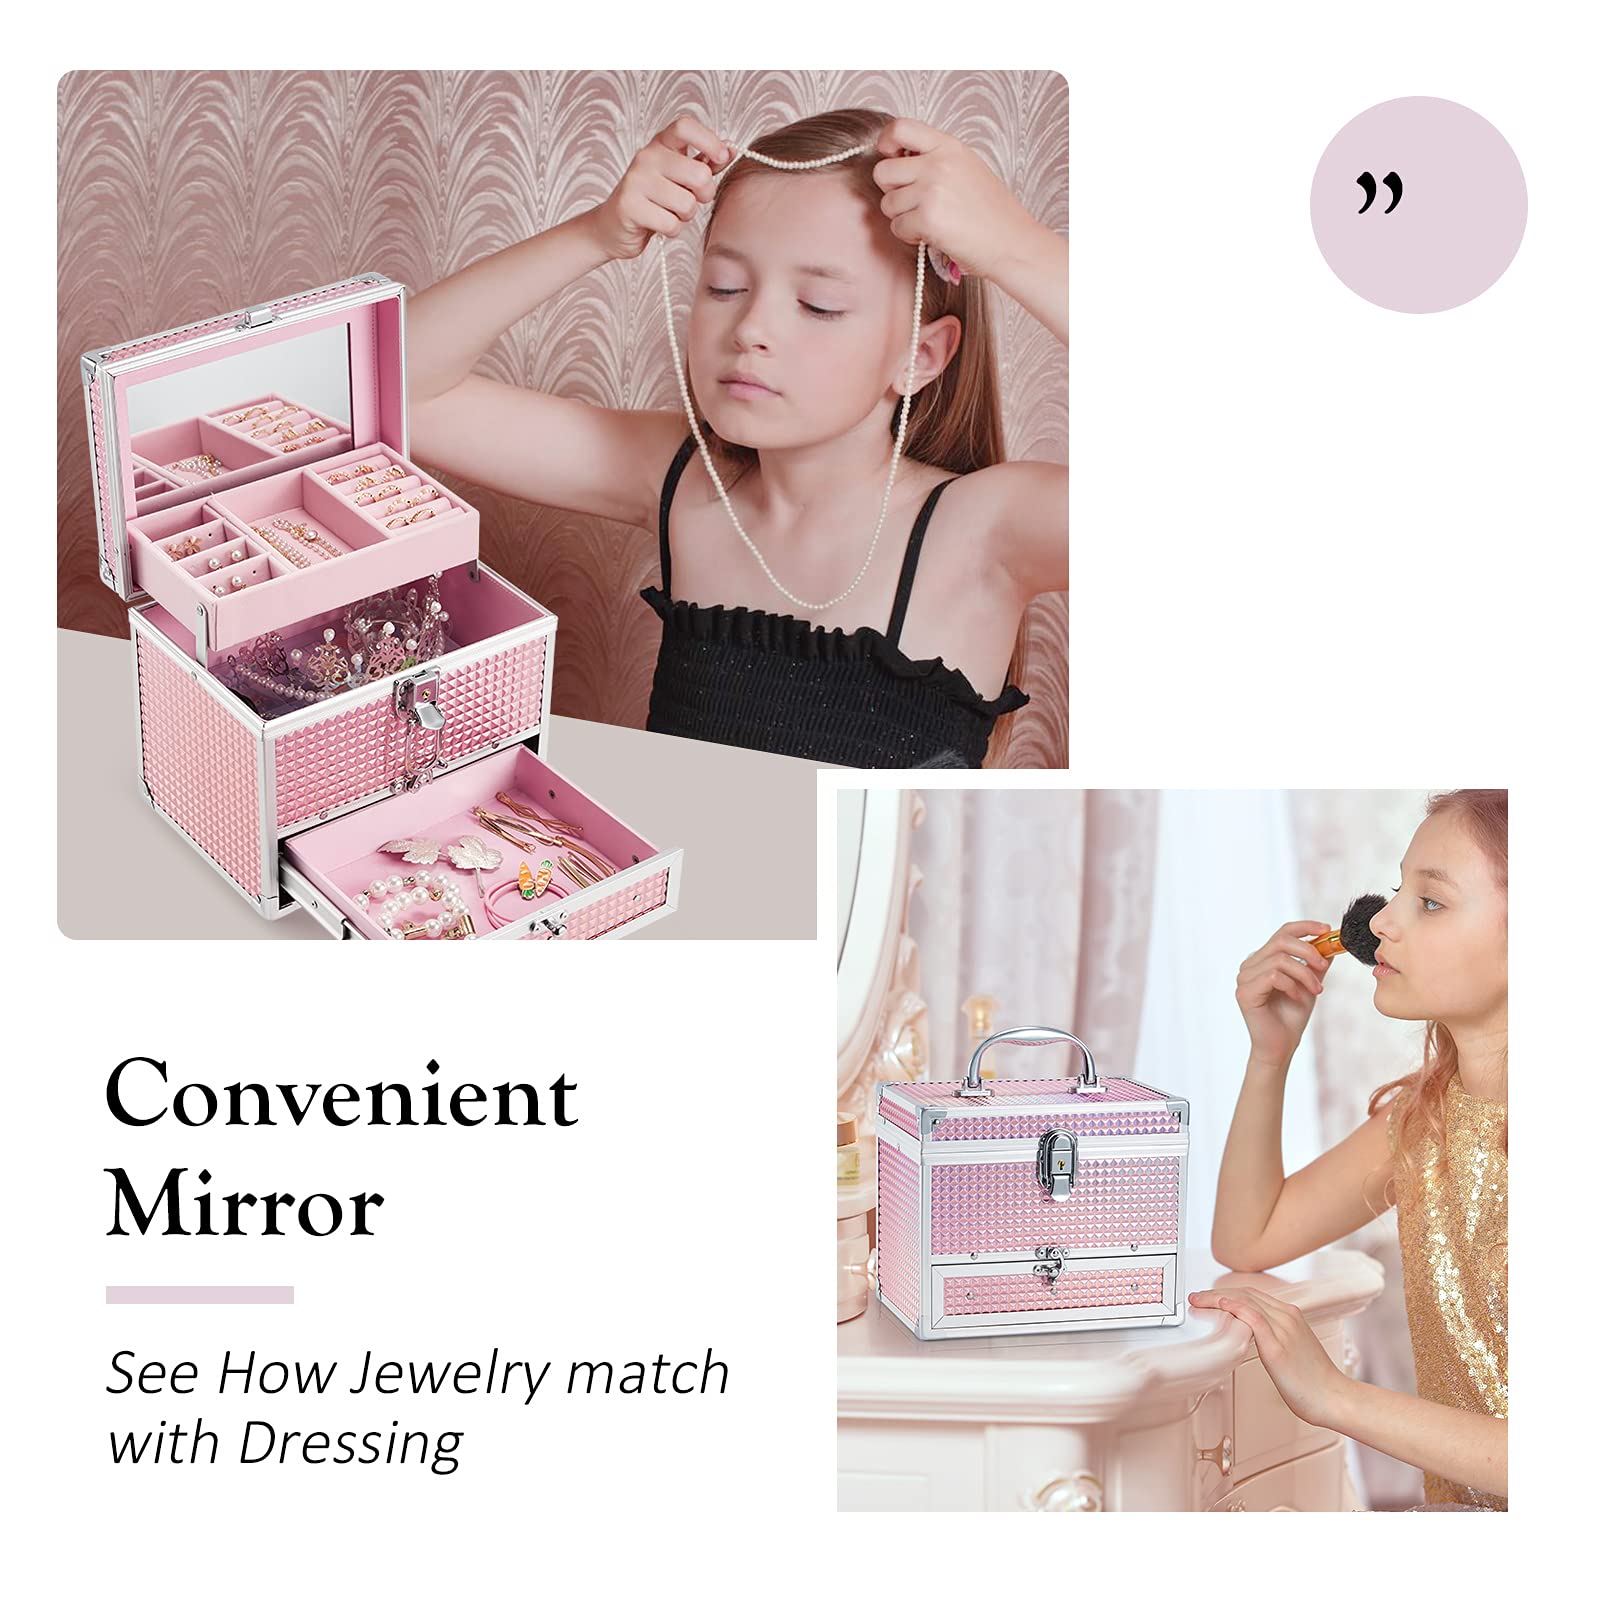 ”
Convenient
Mirror
See How Jewelry match
with Dressing